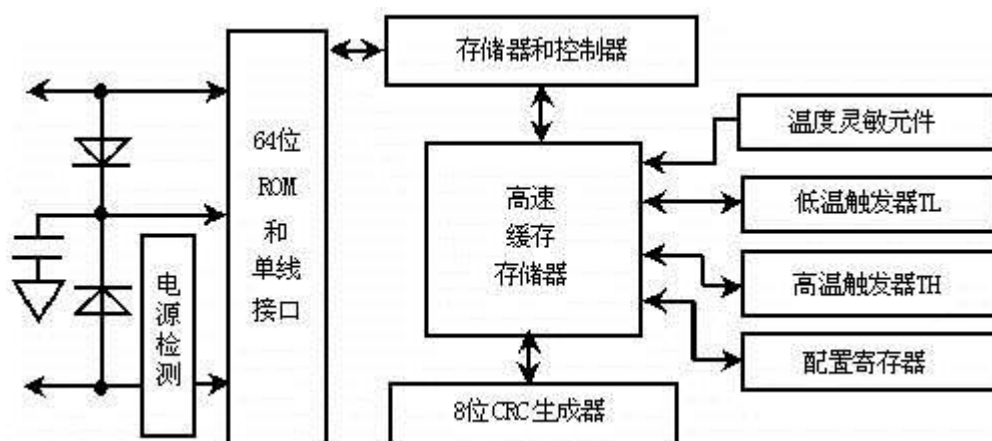 存储器和控制器
64位
ROM
和
单线
接口
高速
缓存
存储器
温度灵敏元件
低温触发器TL
高温触发器TH
配置寄存器
电
源
检
测
8位CRC生成器